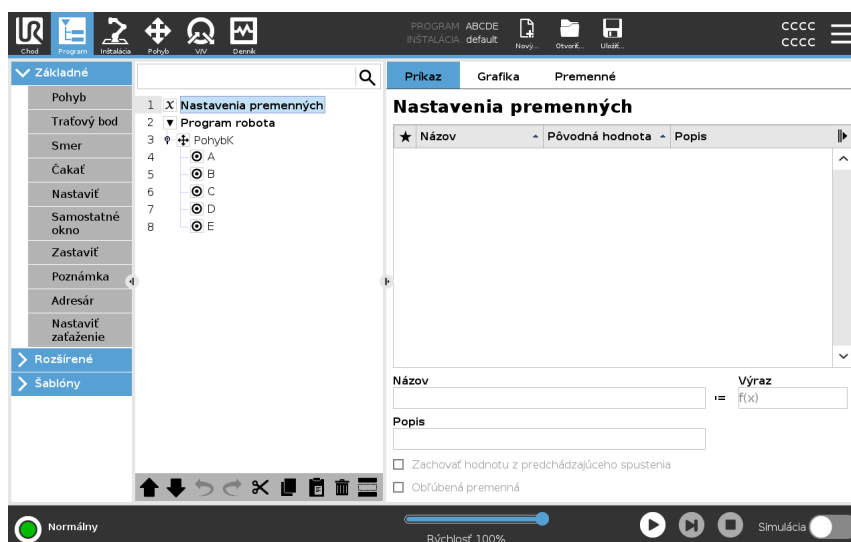 PROGRAM ABCDE
INŠTALÁCIA default
Nový...
Otvoriť...
Uložiť...
CCCC
CCCC
Chod
Program
Inštalácia
Pohyb
V/V
Denník
Základné
Pohyb
Traťový bod
Smer
Čakať
Nastaviť
Samostatné
okno
Zastaviť
Poznámka
Adresár
Nastaviť
zaťaženie
Rozšírené
Šablóny
1 x Nastavenia premenných
2 Program robota
3 PohybK
4 A
5 B
6 C
7 D
8 E
Príkaz Grafika Premenné
Nastavenia premenných
Názov Pôvodná hodnota Popis
Názov Výraz
:= f(x)
Popis
Zachovať hodnotu z predchádzajúceho spustenia
Obľúbená premenná
Normálny
Rýchlosť 100%
Simulácia